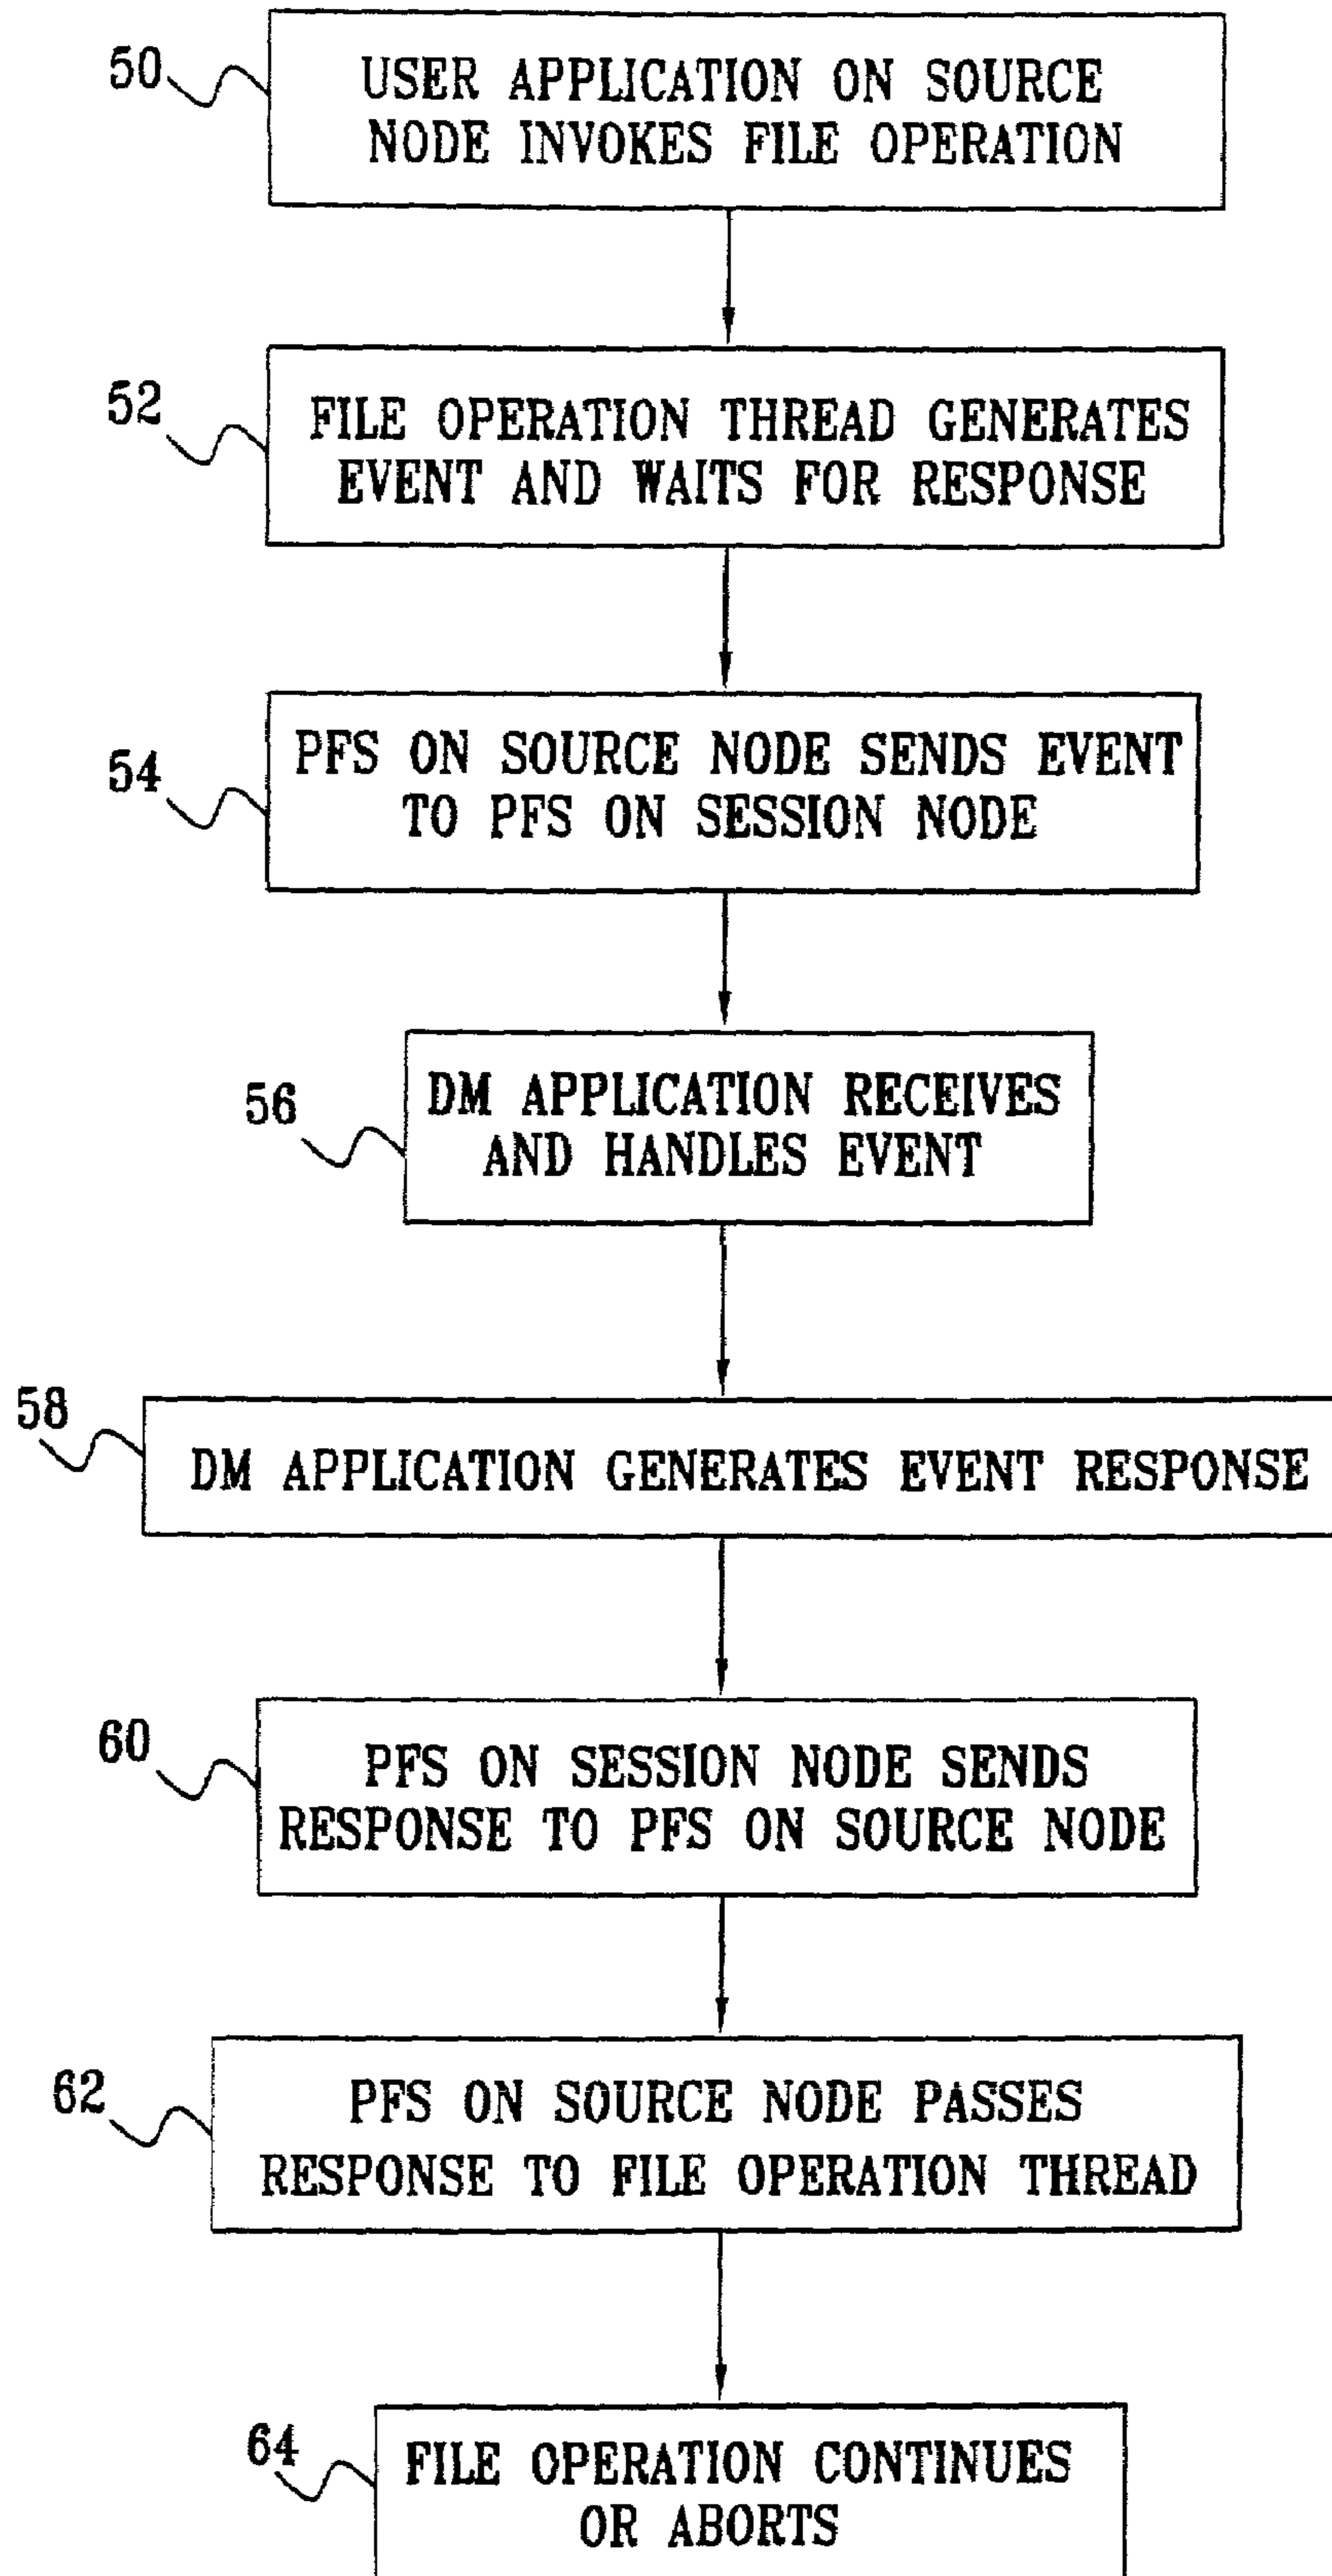 50
USER APPLICATION ON SOURCE
NODE INVOKES FILE OPERATION
52
FILE OPERATION THREAD GENERATES
EVENT AND WAITS FOR RESPONSE
54
PFS ON SOURCE NODE SENDS EVENT
TO PFS ON SESSION NODE
56
DM APPLICATION RECEIVES
AND HANDLES EVENT
58
DM APPLICATION GENERATES EVENT RESPONSE
60
PFS ON SESSION NODE SENDS
RESPONSE TO PFS ON SOURCE NODE
62
PFS ON SOURCE NODE PASSES
RESPONSE TO FILE OPERATION THREAD
64
FILE OPERATION CONTINUES
OR ABORTS